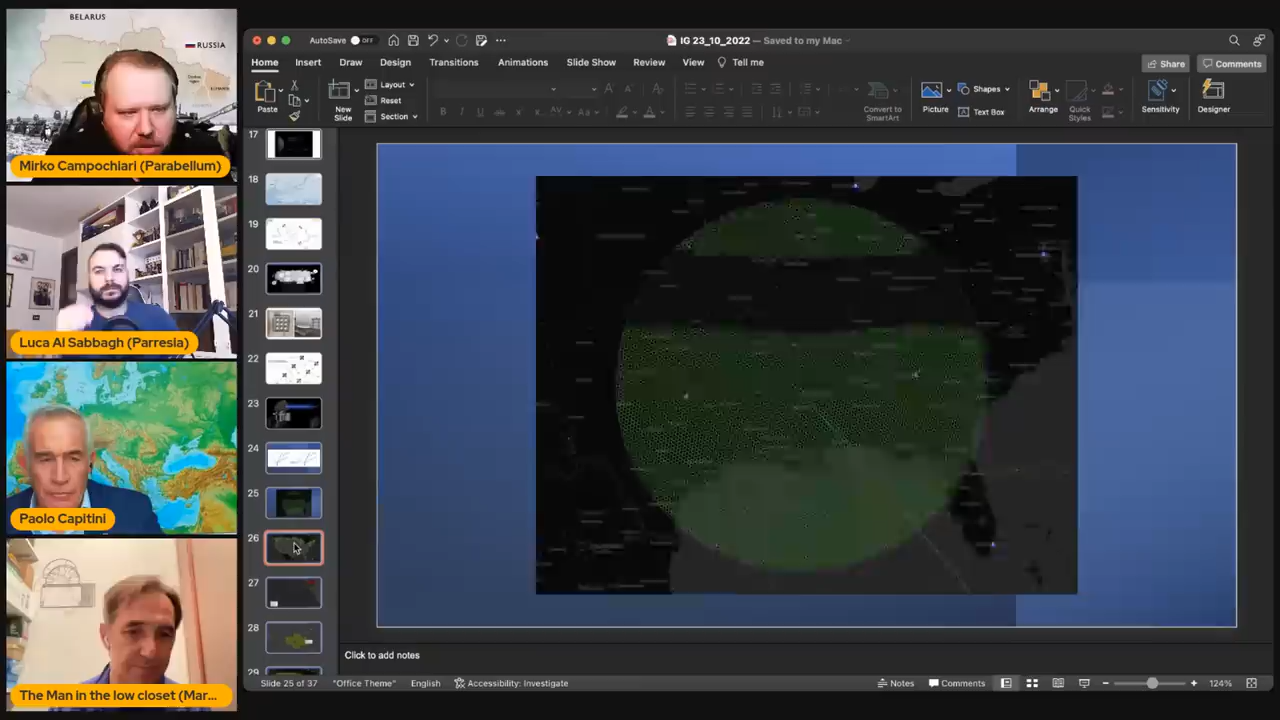 BELARUS
RUSSIA
Mirko Campochiari (Parabellum)
Luca Al Sabbagh (Parresia)
Paolo Capitini
The Man in the low closet (Mar...
AutoSave OFF
IG 23_10_2022 — Saved to my Mac
Home Insert Draw Design Transitions Animations Slide Show Review View Tell me
Share Comments
Paste
New
Slide
Layout
Reset
Section
Convert to
SmartArt
Picture
Shapes
Text Box
Arrange
Quick
Styles
Sensitivity
Designer
17
18
19
20
21
22
23
24
25
26
27
28
29
Click to add notes
Slide 25 of 37 "Office Theme" English Accessibility: Investigate Notes Comments 124%